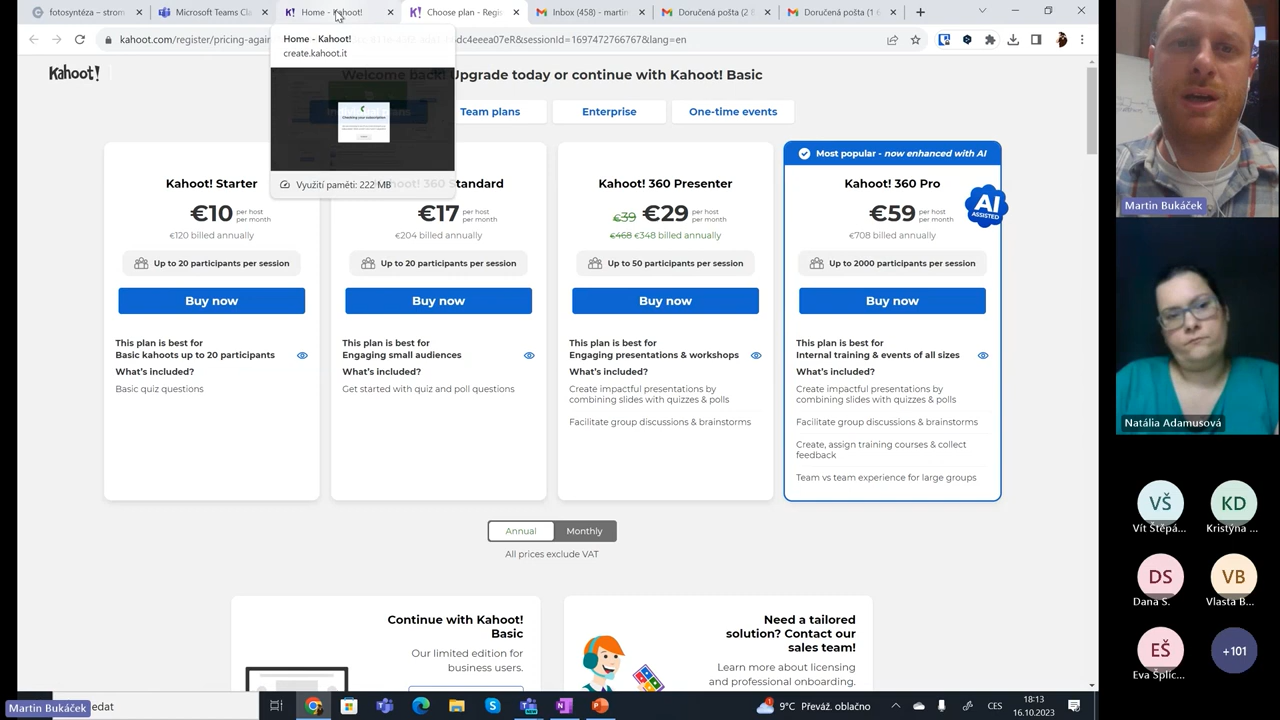 fotosyntéza – strom
Microsoft Teams Cla
Home - Kahoot!
Choose plan - Regis
Inbox (458) - martin
Doručená pošta (2 8
Doručená pošta (1 6
kahoot.com/register/pricing-again
dc4eeea07eR&sessionId=1697472766767&lang=en
Home - Kahoot!
create.kahoot.it
Checking your subscription
Využití paměti: 222 MB
Kahoot!
Welcome back! Upgrade today or continue with Kahoot! Basic
Team plans
Enterprise
One-time events
Kahoot! Starter
€10 per host per month
€120 billed annually
Up to 20 participants per session
Buy now
This plan is best for
Basic kahoots up to 20 participants
What's included?
Basic quiz questions
Kahoot! 360 Standard
€17 per host per month
€204 billed annually
Up to 20 participants per session
Buy now
This plan is best for
Engaging small audiences
What's included?
Get started with quiz and poll questions
Kahoot! 360 Presenter
€39 €29 per host per month
€468 €348 billed annually
Up to 50 participants per session
Buy now
This plan is best for
Engaging presentations & workshops
What's included?
Create impactful presentations by
combining slides with quizzes & polls
Facilitate group discussions & brainstorms
Most popular - now enhanced with AI
Kahoot! 360 Pro
€59 per host per month
AI
ASSISTED
€708 billed annually
Up to 2000 participants per session
Buy now
This plan is best for
Internal training & events of all sizes
What's included?
Create impactful presentations by
combining slides with quizzes & polls
Facilitate group discussions & brainstorms
Create, assign training courses & collect
feedback
Team vs team experience for large groups
Annual
Monthly
All prices exclude VAT
Continue with Kahoot!
Basic
Our limited edition for
business users.
Need a tailored
solution? Contact our
sales team!
Learn more about licensing
and professional onboarding.
Martin Bukáček
Natália Adamusová
VŠ
Vít Štěpá...
KD
Kristýna ...
DS
Dana S.
VB
Vlasta B...
EŠ
Eva Šplíc...
+101
Martin Bukáček
edat
9°C Převáž. oblačno
CES
18:13
16.10.2023